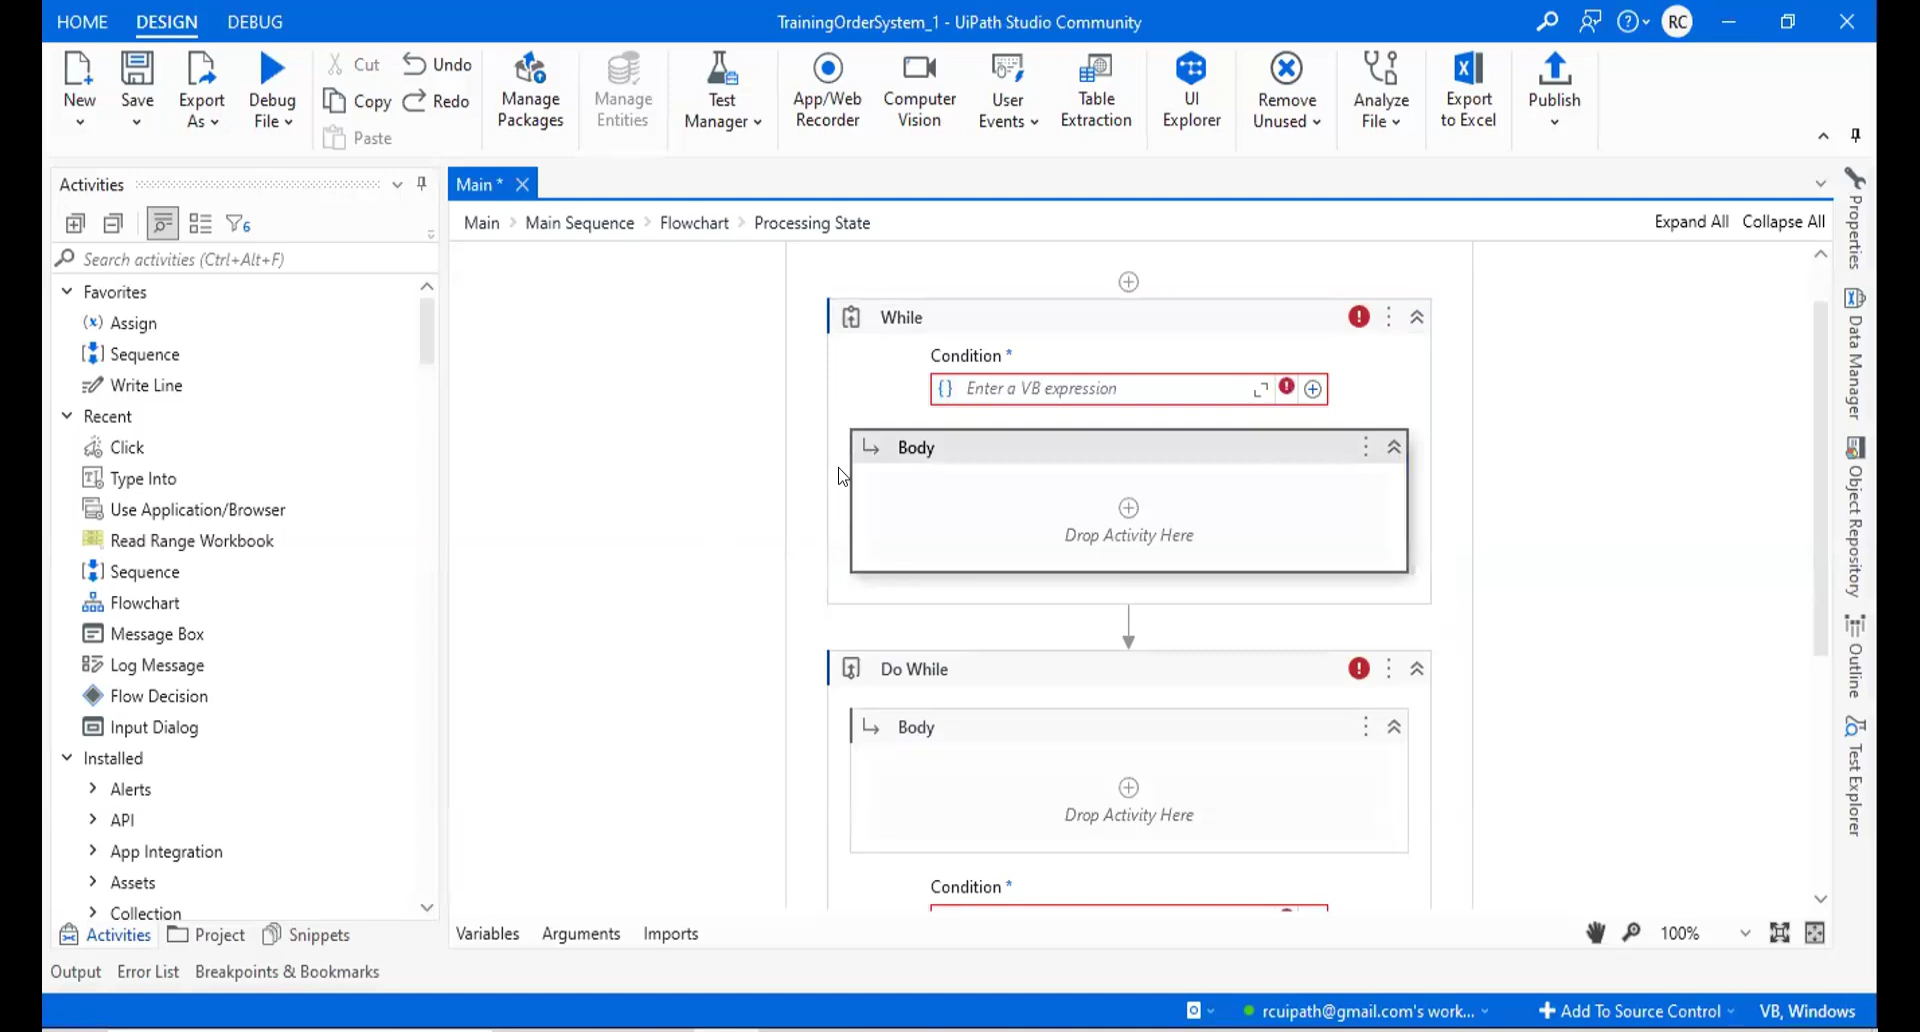 HOME DESIGN DEBUG TrainingOrderSystem_1 - UiPath Studio Community RC
New Save Export As Debug File Cut Copy Paste Undo Redo Manage Packages Manage Entities Test Manager App/Web Recorder Computer Vision User Events Table Extraction UI Explorer Remove Unused Analyze File Export to Excel Publish
Activities
6
Search activities (Ctrl+Alt+F)
Favorites
Assign
Sequence
Write Line
Recent
Click
Type Into
Use Application/Browser
Read Range Workbook
Sequence
Flowchart
Message Box
Log Message
Flow Decision
Input Dialog
Installed
Alerts
API
App Integration
Assets
Collection
Activities Project Snippets
Main *
Main Main Sequence Flowchart Processing State Expand All Collapse All
While
Condition *
Enter a VB expression
Body
Drop Activity Here
Do While
Body
Drop Activity Here
Condition *
Variables Arguments Imports 100%
Properties
Data Manager
Object Repository
Outline
Test Explorer
Output Error List Breakpoints & Bookmarks
rcuipath@gmail.com's work... Add To Source Control VB, Windows